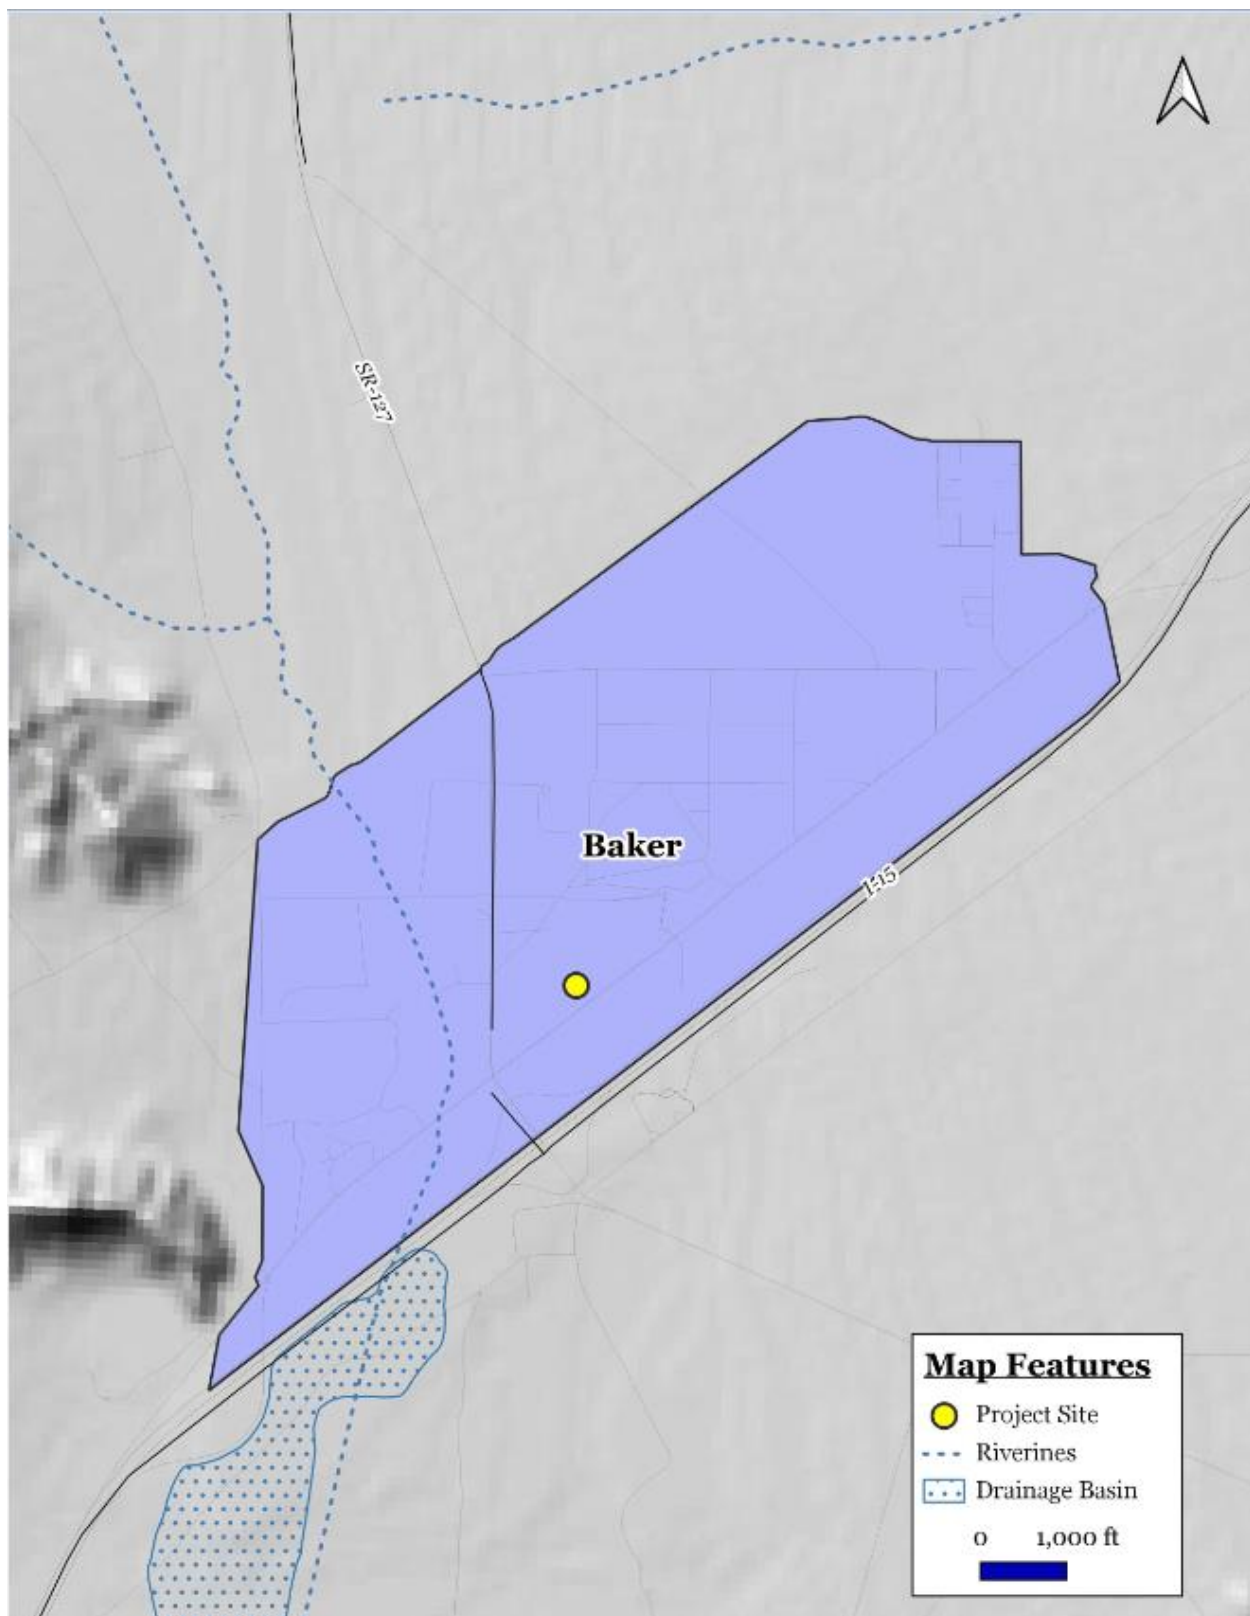 SR-127
Baker
I-15
Map Features
Project Site
Riverines
Drainage Basin
0 1,000 ft